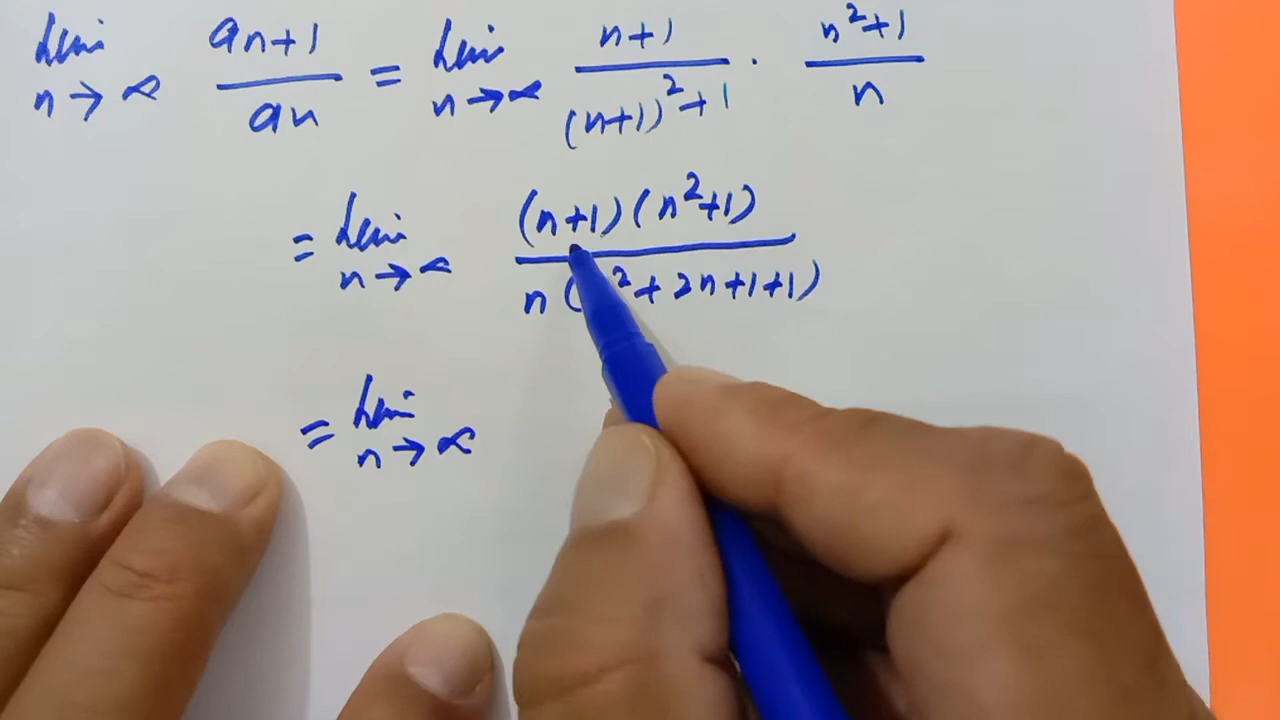 lim n→∞ an+1/an = lim n→∞ n+1/(n+1)²+1 · n²+1/n
= lim n→∞ (n+1)(n²+1)/n( ²+2n+1+1)
= lim n→∞